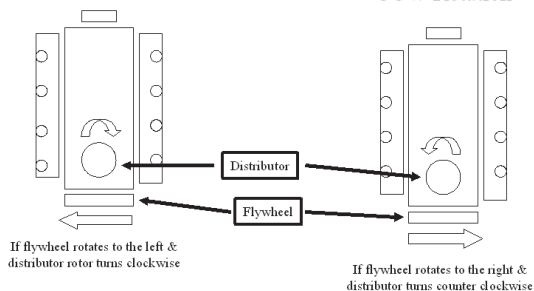 Distributor
Flywheel
If flywheel rotates to the left &
distributor rotor turns clockwise
If flywheel rotates to the right &
distributor turns counter clockwise